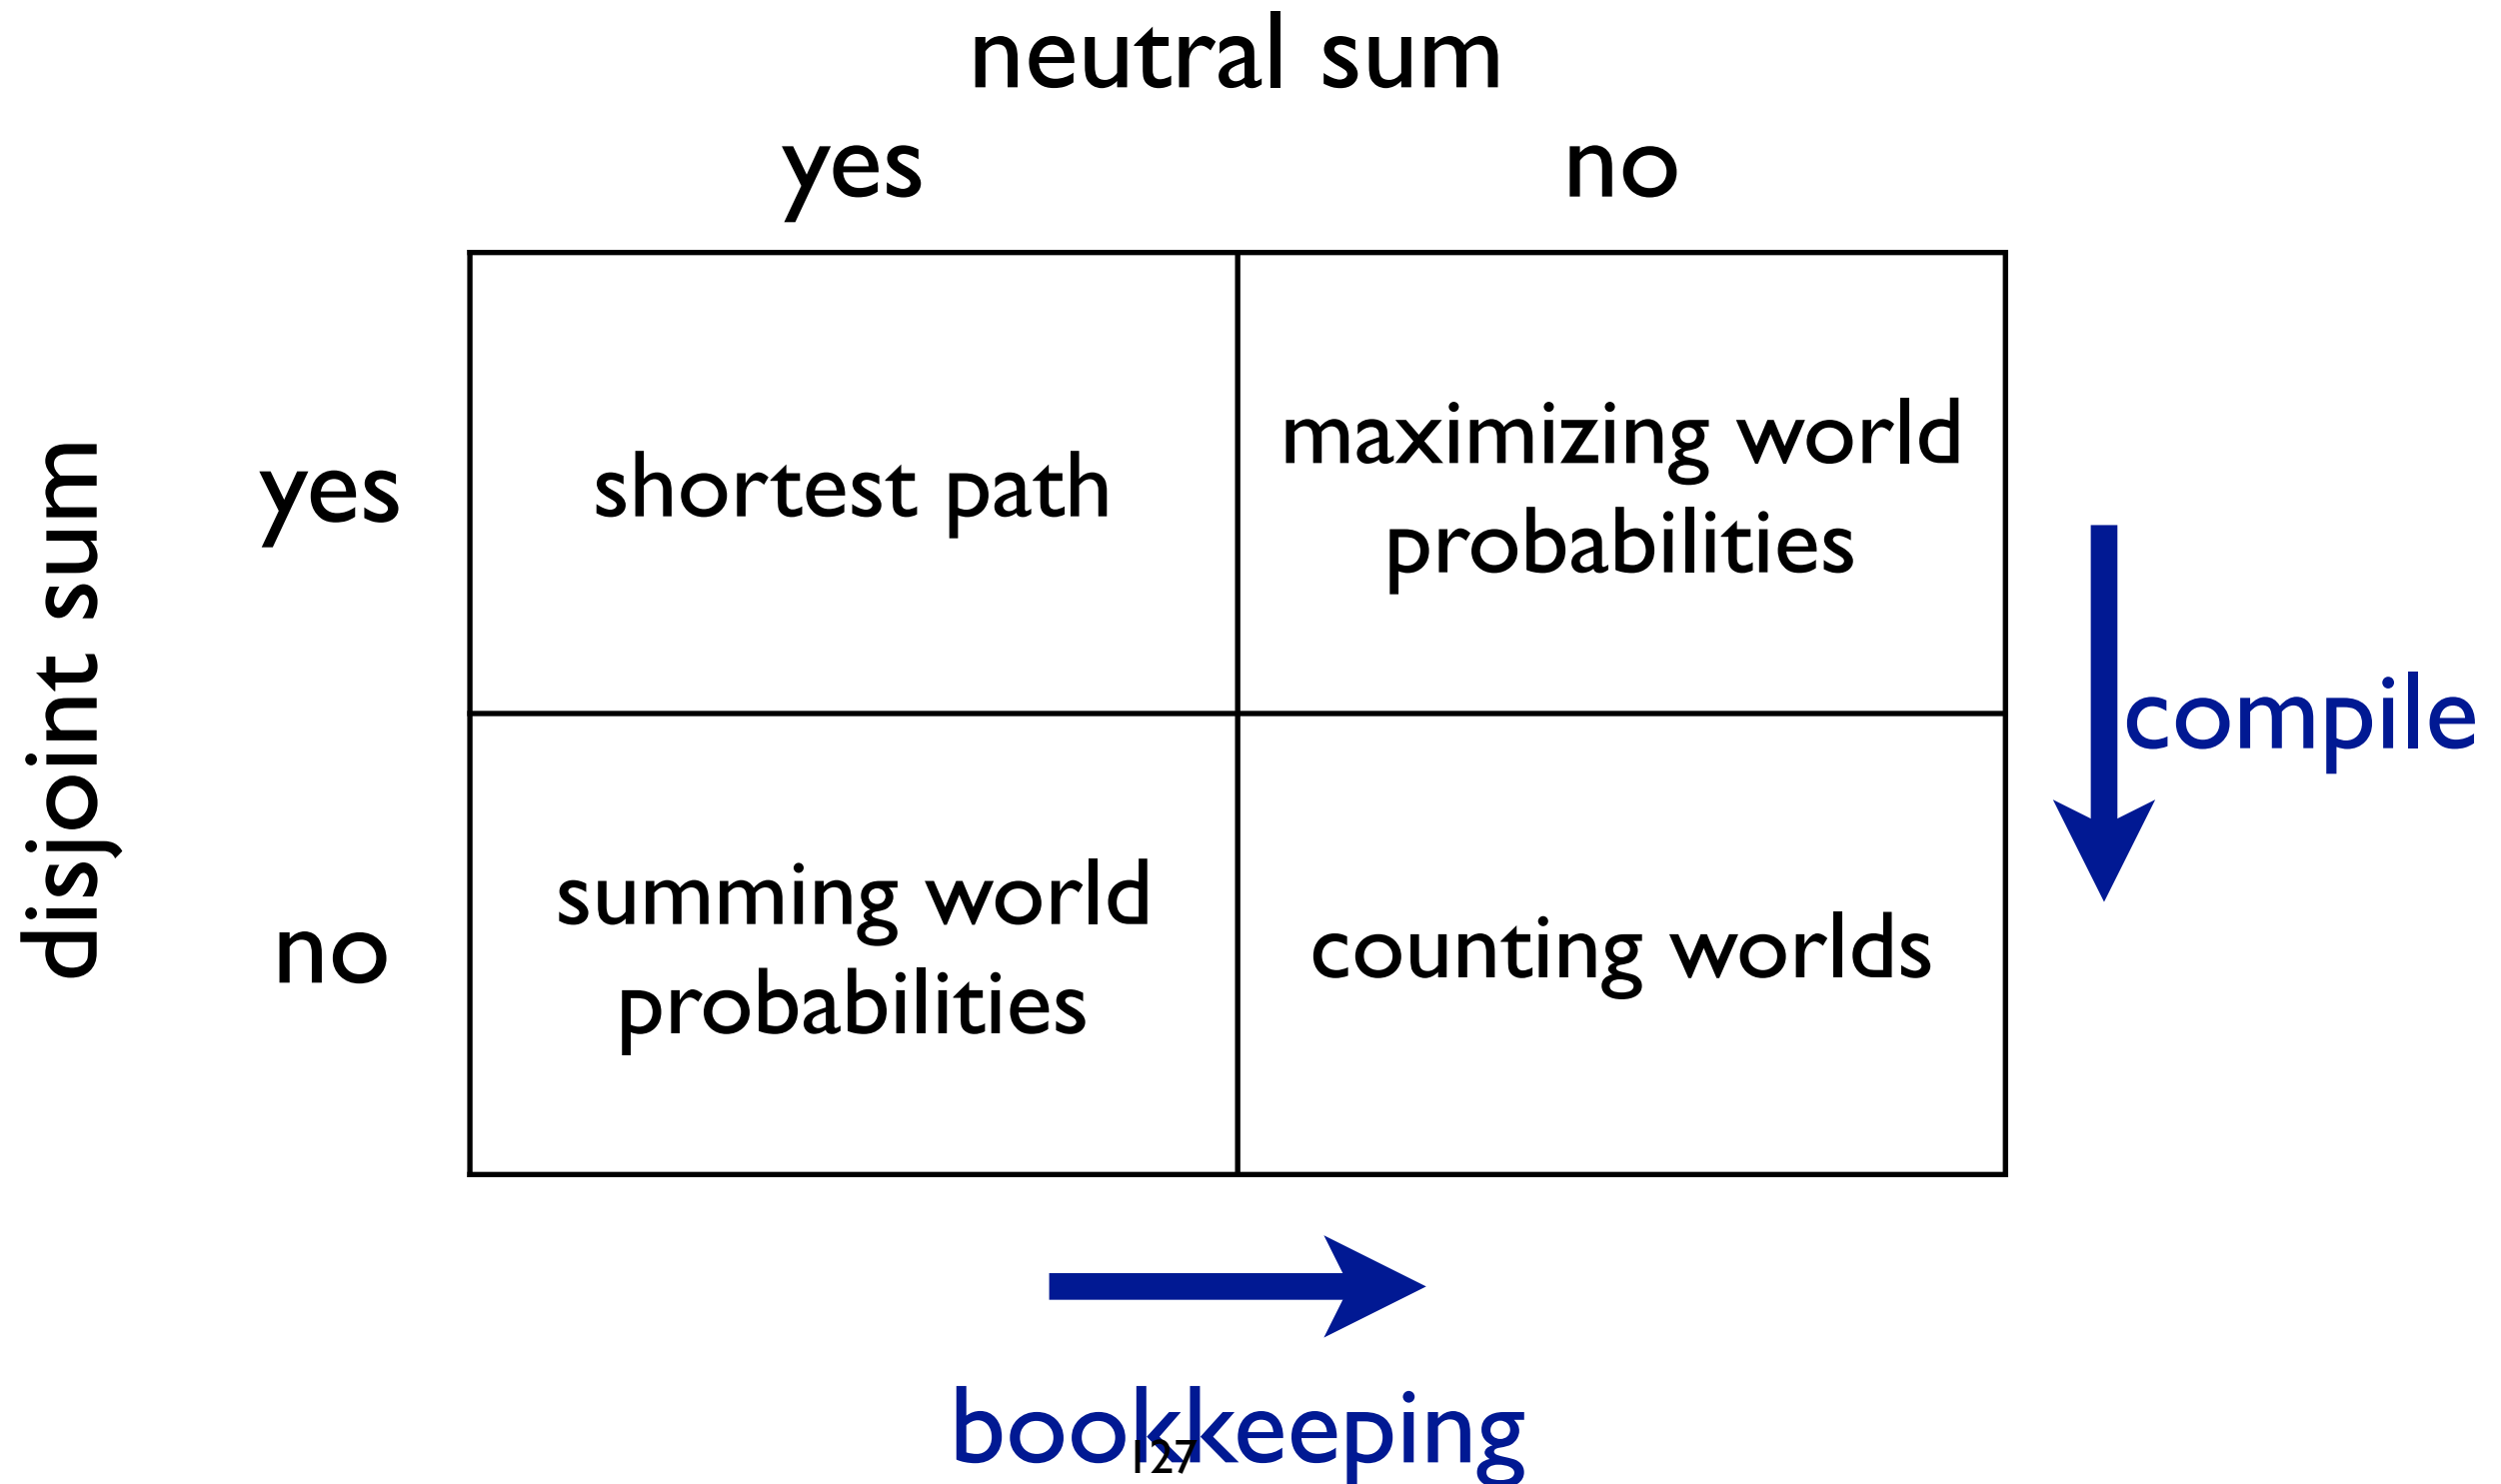 neutral sum
yes no
disjoint sum
yes
shortest path
maximizing world
probabilities
compile
no
summing world
probabilities
counting worlds
bookkeeping
127